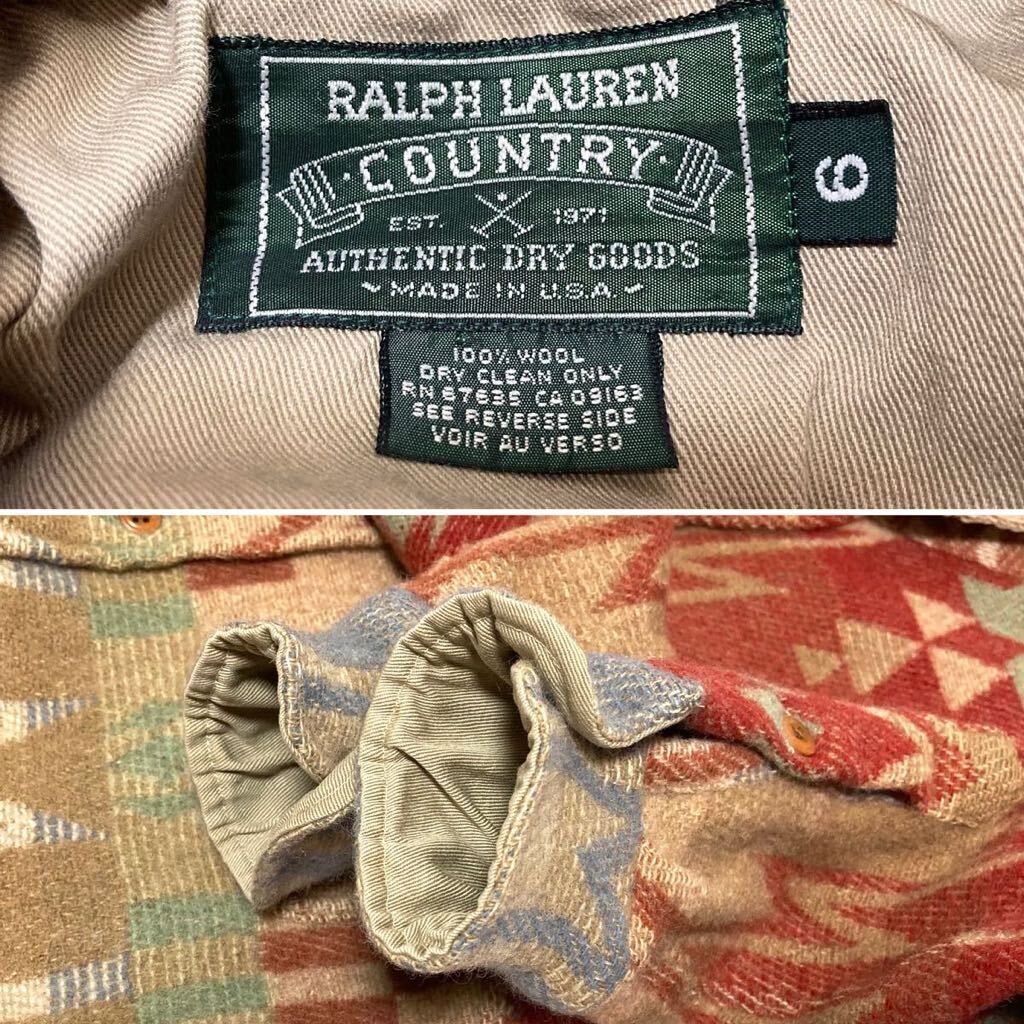 RALPH LAUREN
COUNTRY
EST. 1971
AUTHENTIC DRY GOODS
MADE IN U.S.A.
6
100% WOOL
DRY CLEAN ONLY
RN 87635 CA 09163
SEE REVERSE SIDE
VOIR AU VERSO